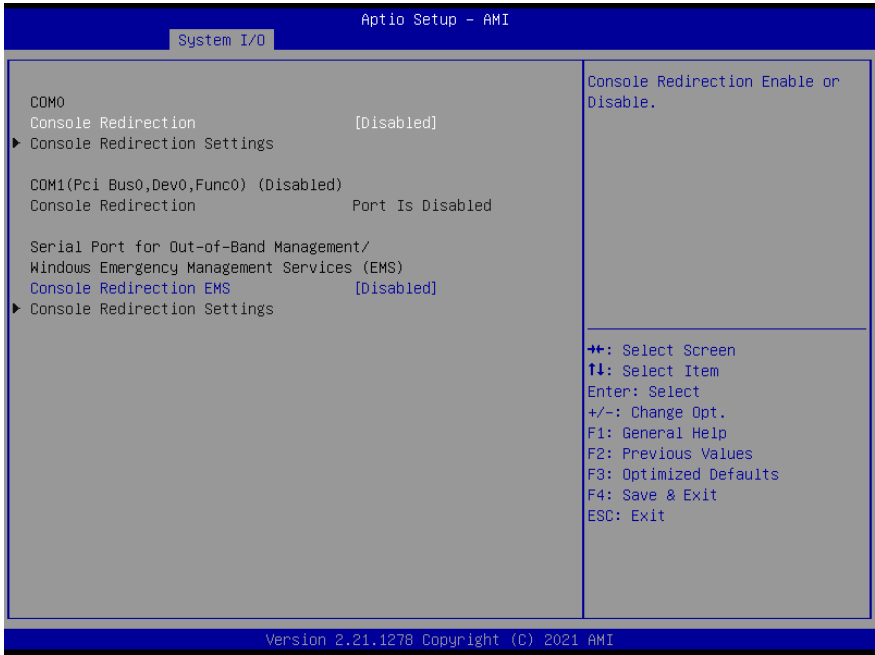 Aptio Setup – AMI
System I/O
COM0
Console Redirection [Disabled]
▶ Console Redirection Settings
COM1(Pci Bus0,Dev0,Func0) (Disabled)
Console Redirection Port Is Disabled
Serial Port for Out-of-Band Management/
Windows Emergency Management Services (EMS)
Console Redirection EMS [Disabled]
▶ Console Redirection Settings
Console Redirection Enable or
Disable.
→←: Select Screen
↑↓: Select Item
Enter: Select
+/-: Change Opt.
F1: General Help
F2: Previous Values
F3: Optimized Defaults
F4: Save & Exit
ESC: Exit
Version 2.21.1278 Copyright (C) 2021 AMI